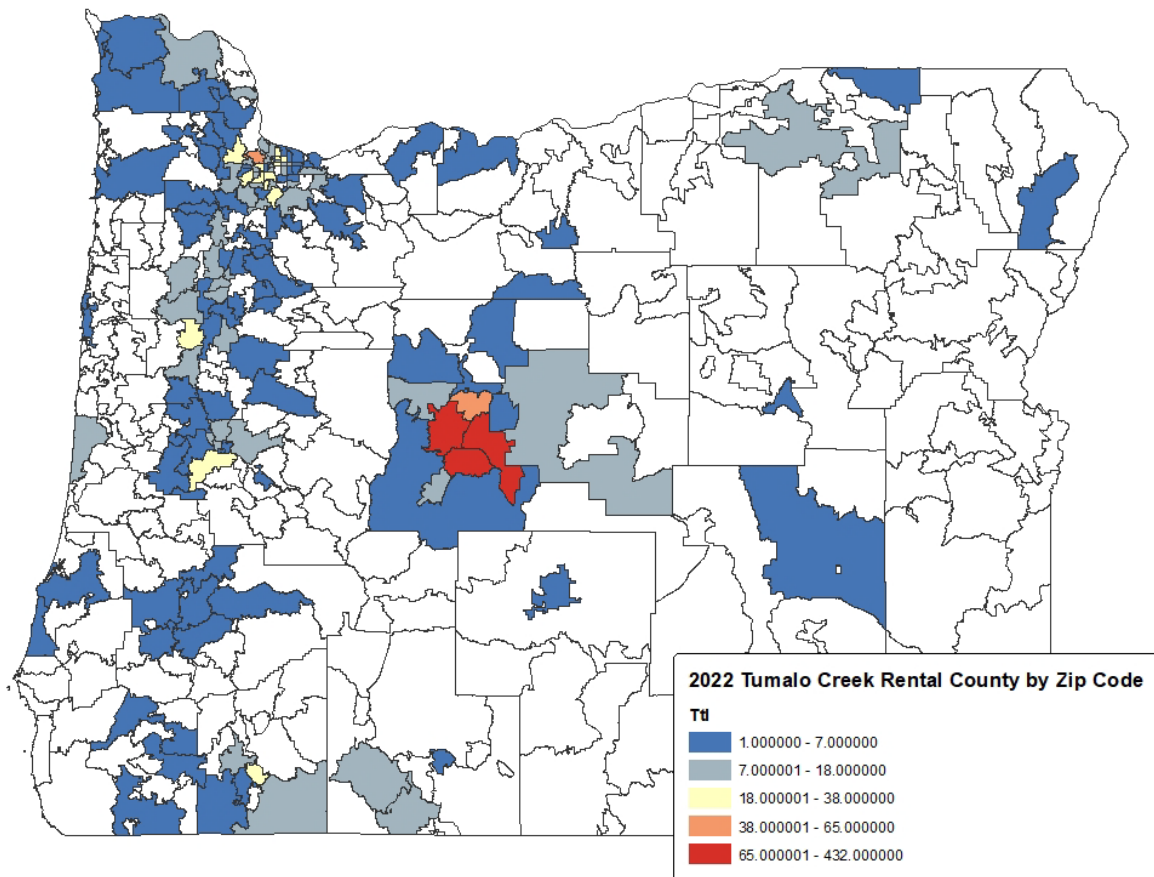 2022 Tumalo Creek Rental County by Zip Code
Ttl
1.000000 - 7.000000
7.000001 - 18.000000
18.000001 - 38.000000
38.000001 - 65.000000
65.000001 - 432.000000